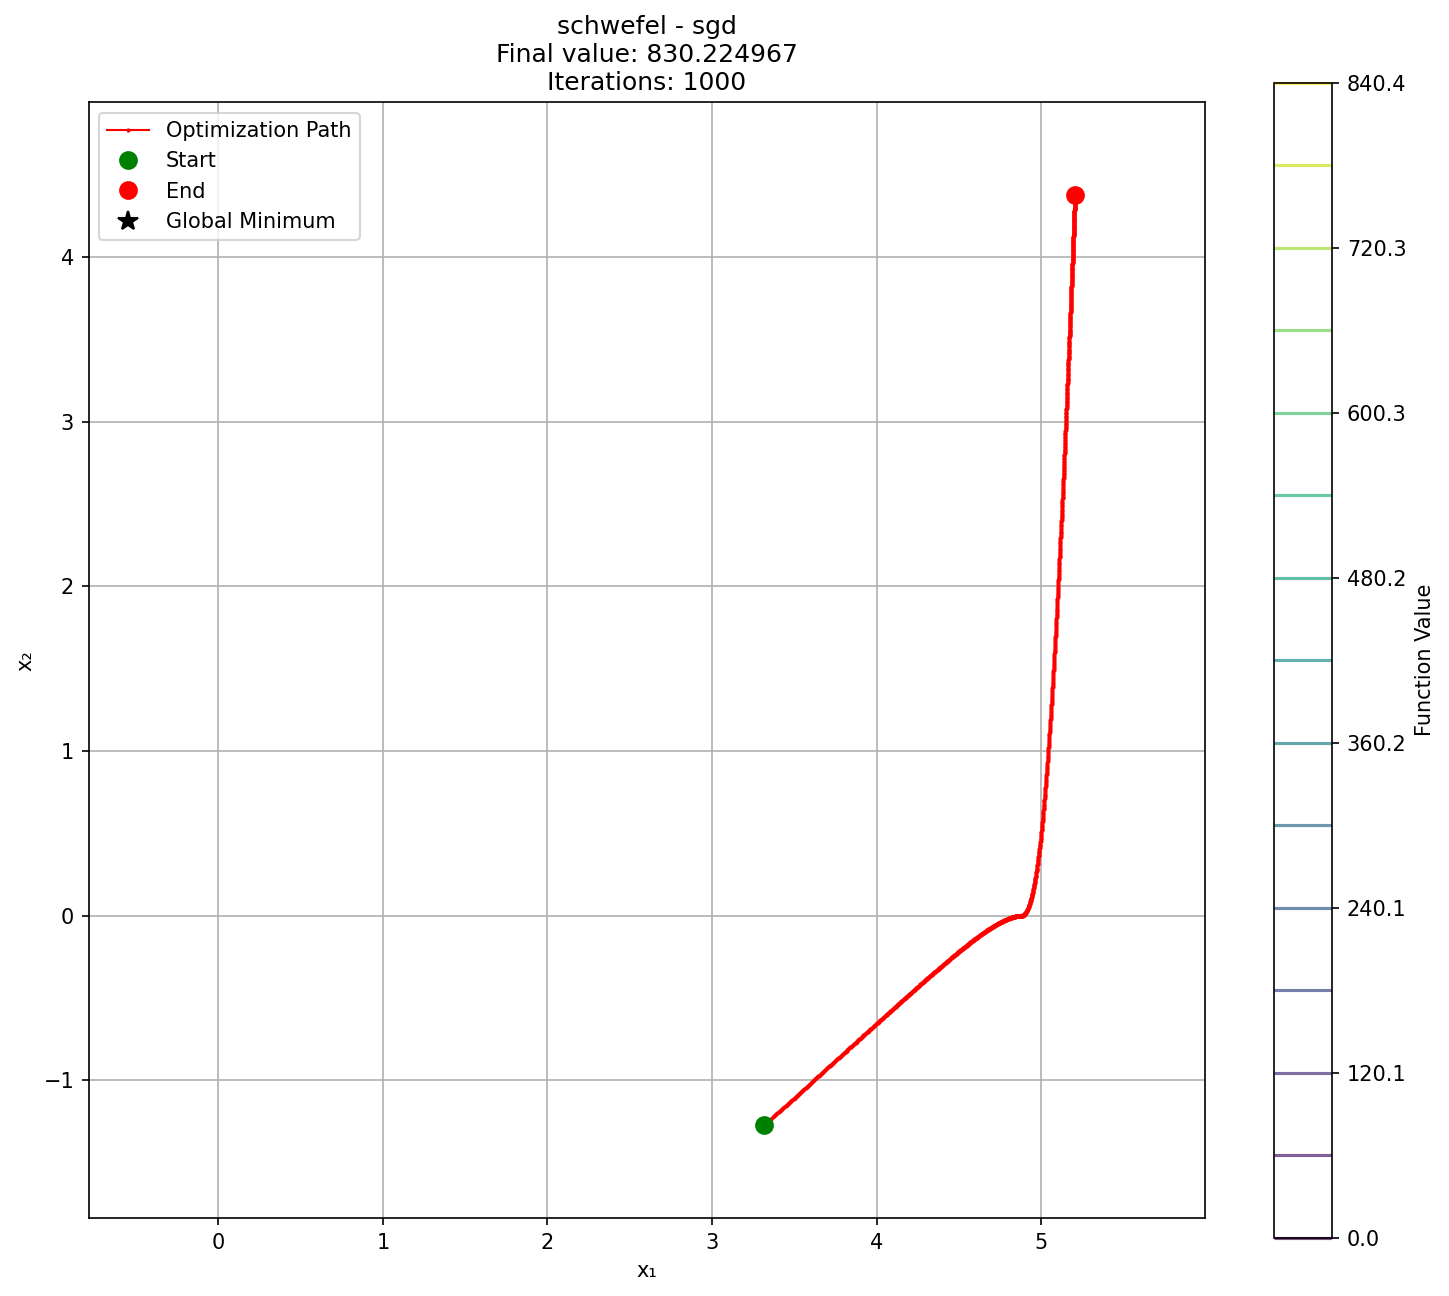 schwefel - sgd
Final value: 830.224967
Iterations: 1000
Optimization Path
Start
End
Global Minimum
4
3
2
1
0
−1
x₂
0
1
2
3
4
5
x₁
840.4
720.3
600.3
480.2
360.2
240.1
120.1
0.0
Function Value